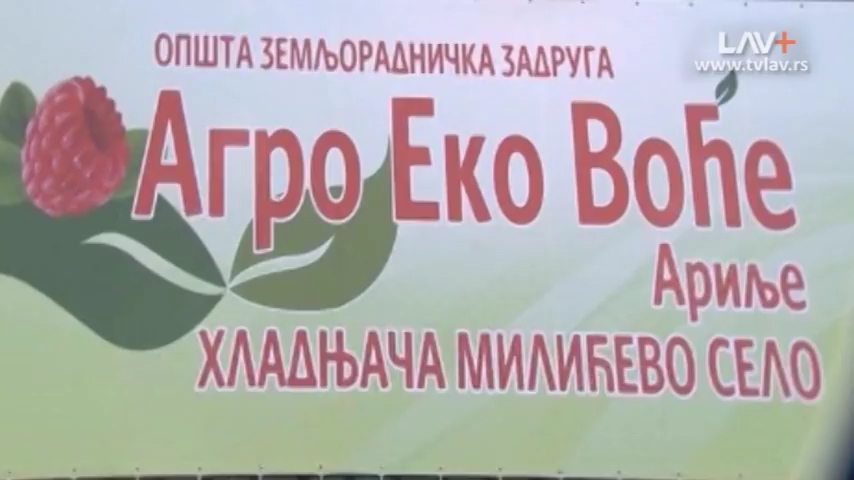 LAV+
www.tvlav.rs
ОПШТА ЗЕМЉОРАДНИЧКА ЗАДРУГА
Агро Еко Воће
Ариље
ХЛАДЊАЧА МИЛИЋЕВО СЕЛО